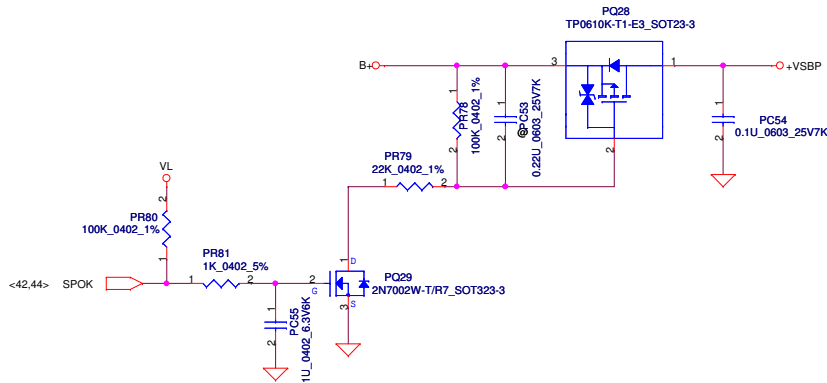 PQ28
TP0610K-T1-E3_SOT23-3
B+
3
1
+VSBP
1
PR78
100K_0402_1%
2
1
@PC53
0.22U_0603_25V7K
2
2
1
PC54
0.1U_0603_25V7K
2
PR79
22K_0402_1%
1
2
VL
2
PR80
100K_0402_1%
1
PR81
1K_0402_5%
<42,44>
SPOK
1
2
2
G
1
D
PQ29
2N7002W-T/R7_SOT323-3
S
3
1
PC55
1U_0402_6.3V6K
2